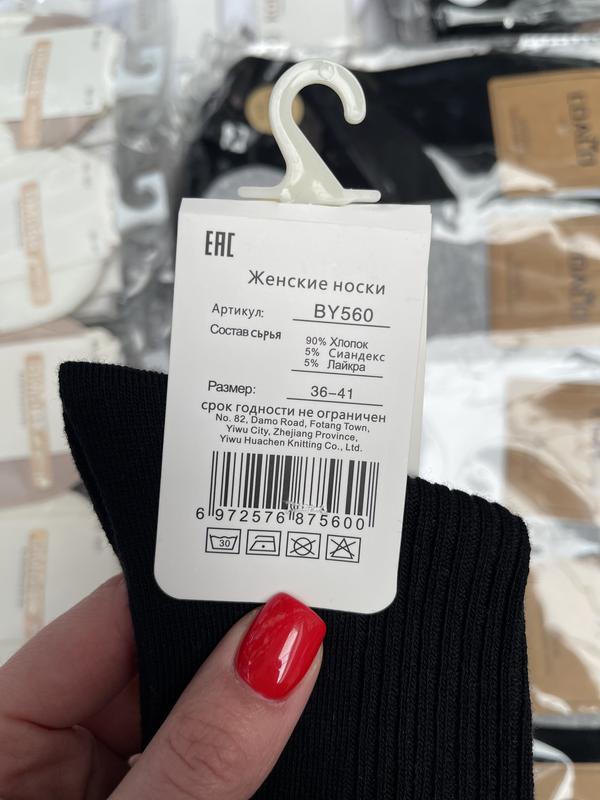 EAC
Женские носки
Артикул: BY560
Состав сырья 90% Хлопок
5% Сиандекс
5% Лайкра
Размер: 36-41
срок годности не ограничен
No. 82, Damo Road, Fotang Town,
Yiwu City, Zhejiang Province,
Yiwu Huachen Knitting Co., Ltd.
6 972576 875600
30